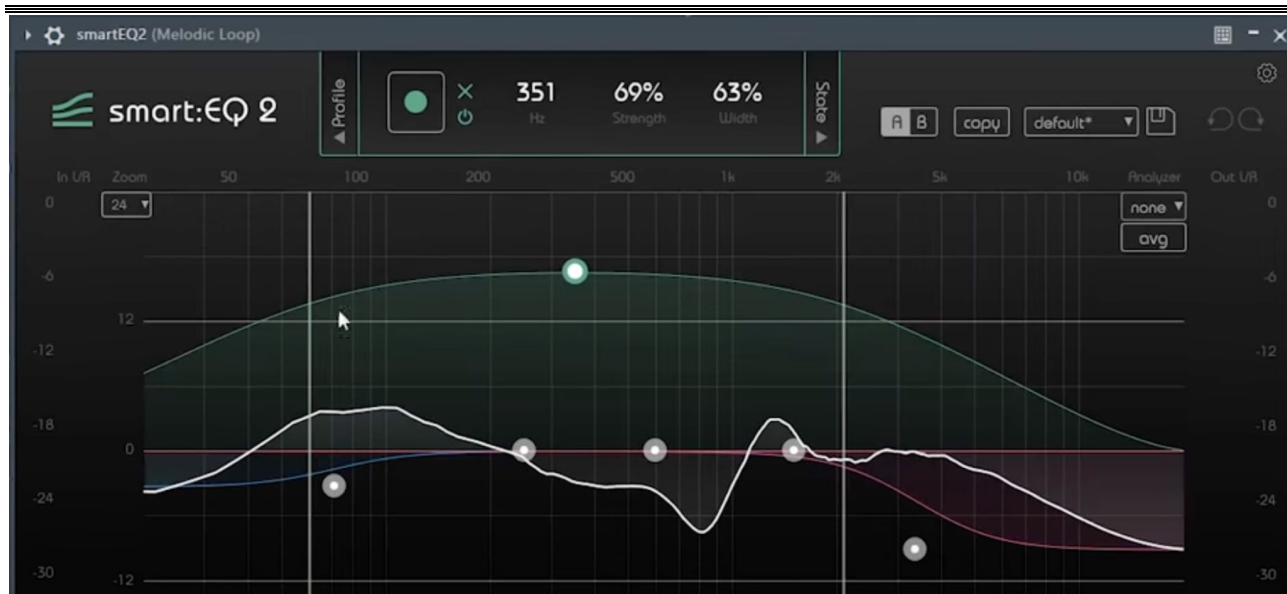 smartEQ2 (Melodic Loop)
smart:EQ 2
Profile
351
Hz
69%
Strength
63%
Width
State
A B
copy
default*
In L/R Zoom 50 100 200 500 1k 2k 5k 10k Analyzer Out L/R
0 24 none 0
avg
-6 -6
12
-12 -12
-18 -18
0
-24 -24
-30 -30
-12